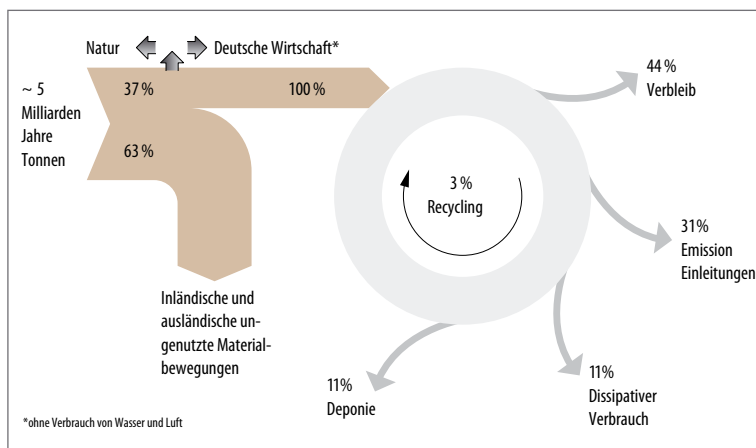 Natur
Deutsche Wirtschaft*
~ 5
Milliarden
Jahre
Tonnen
37 %
100 %
63 %
44 %
Verbleib
3 %
Recycling
31%
Emission
Einleitungen
Inländische und
ausländische un-
genutzte Material-
bewegungen
11%
Deponie
11%
Dissipativer
Verbrauch
*ohne Verbrauch von Wasser und Luft